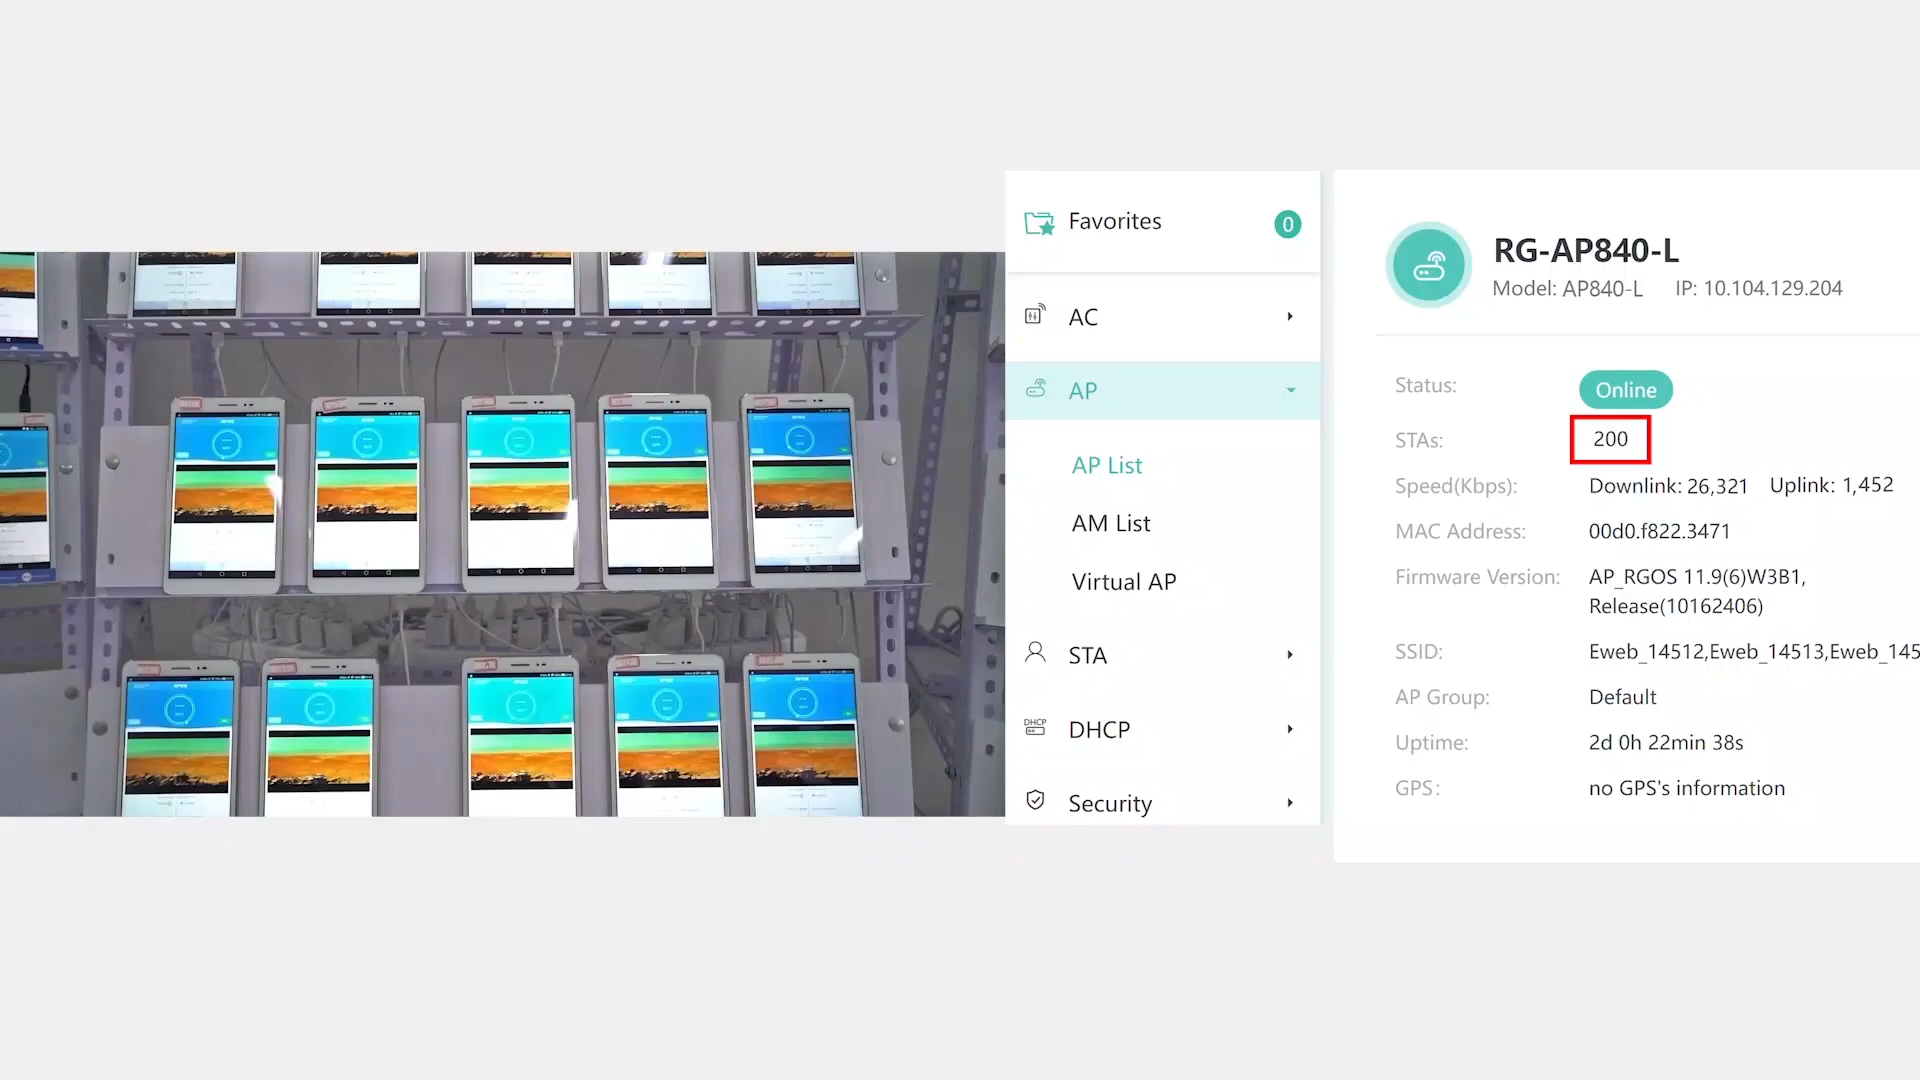 Favorites
0
AC
AP
AP List
AM List
Virtual AP
STA
DHCP
DHCP
Security
RG-AP840-L
Model: AP840-L IP: 10.104.129.204
Status: Online
STAs: 200
Speed(Kbps): Downlink: 26,321 Uplink: 1,452
MAC Address: 00d0.f822.3471
Firmware Version: AP_RGOS 11.9(6)W3B1,
Release(10162406)
SSID: Eweb_14512,Eweb_14513,Eweb_145
AP Group: Default
Uptime: 2d 0h 22min 38s
GPS: no GPS's information